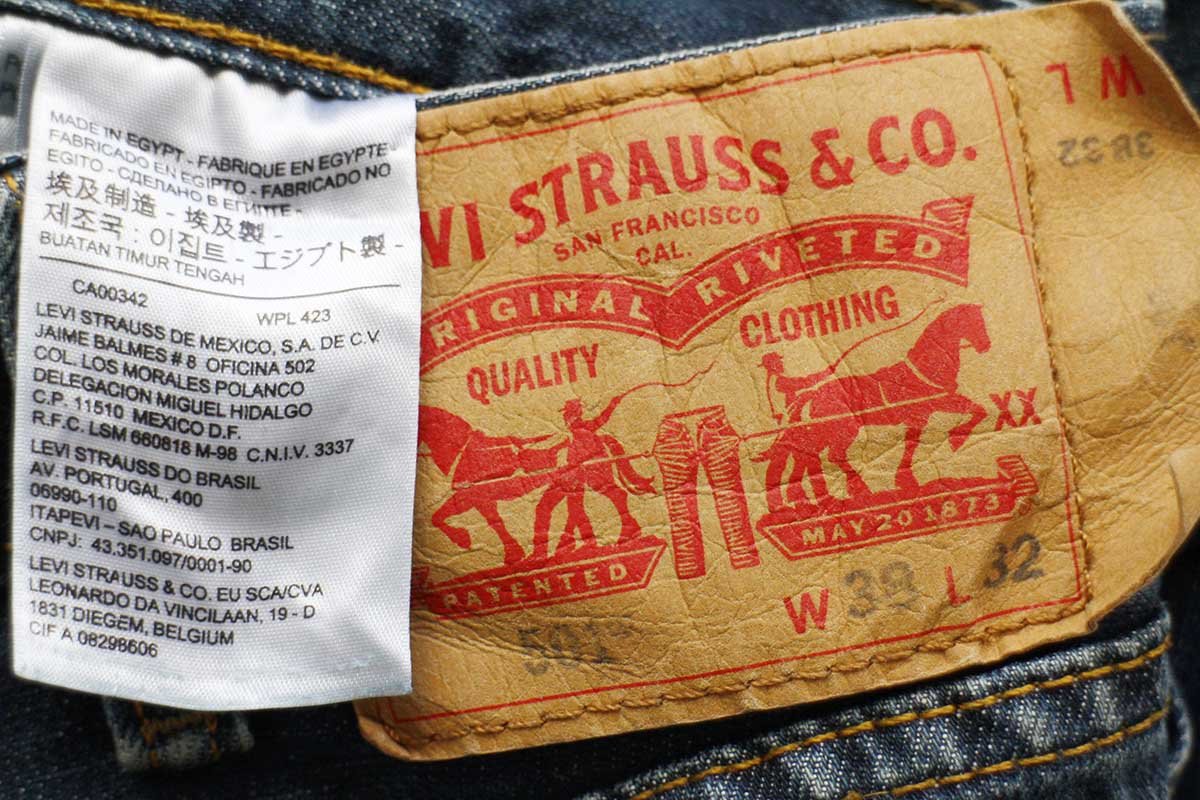 MADE IN EGYPT - FABRIQUE EN EGYPTE -
FABRICADO EN EGIPTO - FABRICADO NO
EGITO - СДЕЛАНО В ЕГИПТЕ -
埃及制造 - 埃及製 -
제조국 : 이집트 - エジプト製 -
BUATAN TIMUR TENGAH
CA00342
WPL 423
LEVI STRAUSS DE MEXICO, S.A. DE C.V.
JAIME BALMES # 8 OFICINA 502
COL. LOS MORALES POLANCO
DELEGACION MIGUEL HIDALGO
C.P. 11510 MEXICO D.F.
R.F.C. LSM 660818 M-98 C.N.I.V. 3337
LEVI STRAUSS DO BRASIL
AV. PORTUGAL, 400
06990-110
ITAPEVI – SAO PAULO BRASIL
CNPJ: 43.351.097/0001-90
LEVI STRAUSS & CO. EU SCA/CVA
LEONARDO DA VINCILAAN, 19 - D
1831 DIEGEM, BELGIUM
CIF A 08298606
VI STRAUSS & CO.
SAN FRANCISCO
CAL.
RIGINAL RIVETED
QUALITY CLOTHING
XX
PATENTED MAY 20 1873
501 W 38 L 32
W L
38 32